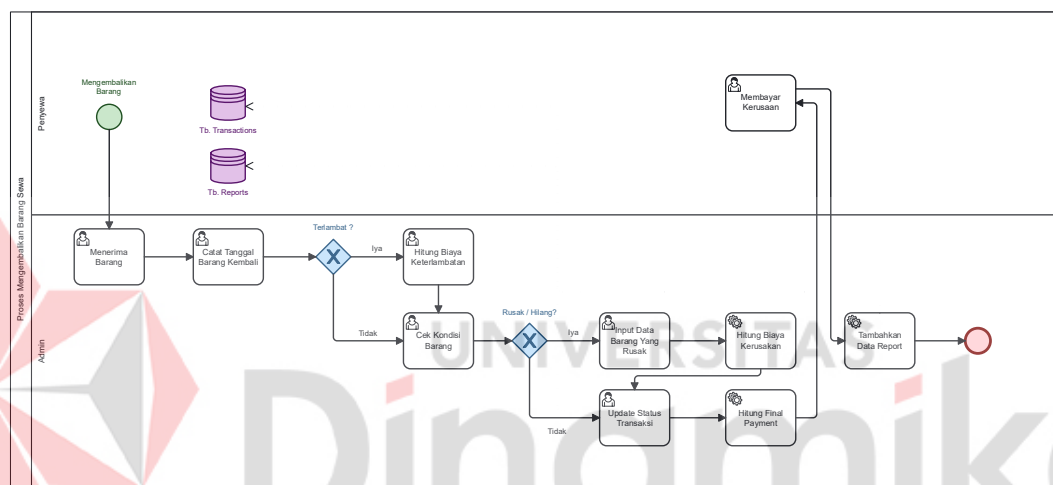 Proses Mengembalikan Barang Sewa
Penyewa
Mengembalikan
Barang
Tb. Transactions
Tb. Reports
Membayar
Kerusaan
Admin
Menerima
Barang
Catat Tanggal
Barang Kembali
Terlambat ?
Iya
Hitung Biaya
Keterlambatan
Tidak
Cek Kondisi
Barang
Rusak / Hilang?
Iya
Input Data
Barang Yang
Rusak
Hitung Biaya
Kerusakan
Tambahkan
Data Report
Tidak
Update Status
Transaksi
Hitung Final
Payment
UNIVERSITAS
Dinamika